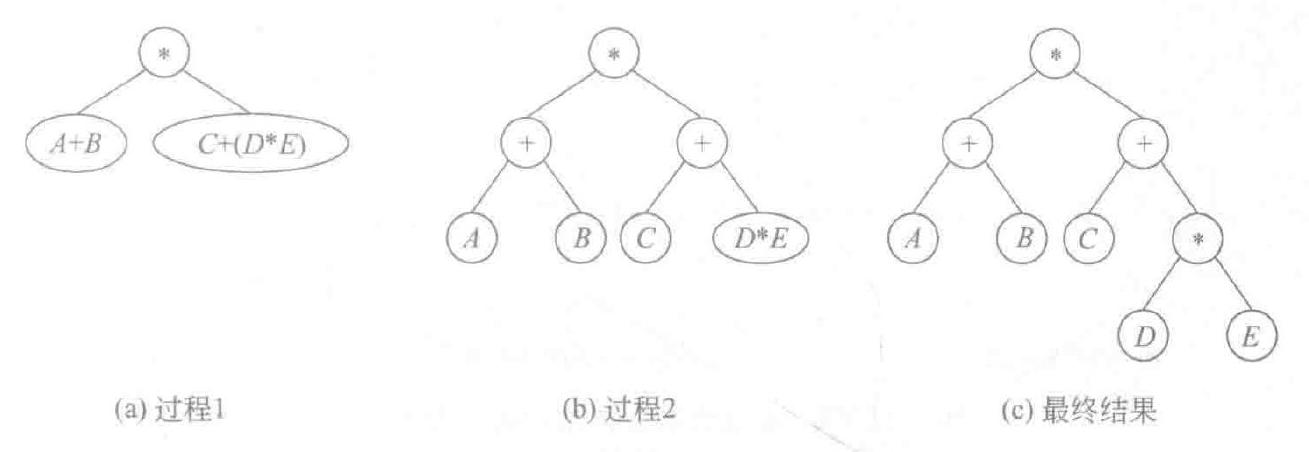 * * *
A+B C+(D*E) + + + +
A B C D*E A B C *
D E
(a) 过程1 (b) 过程2 (c) 最终结果